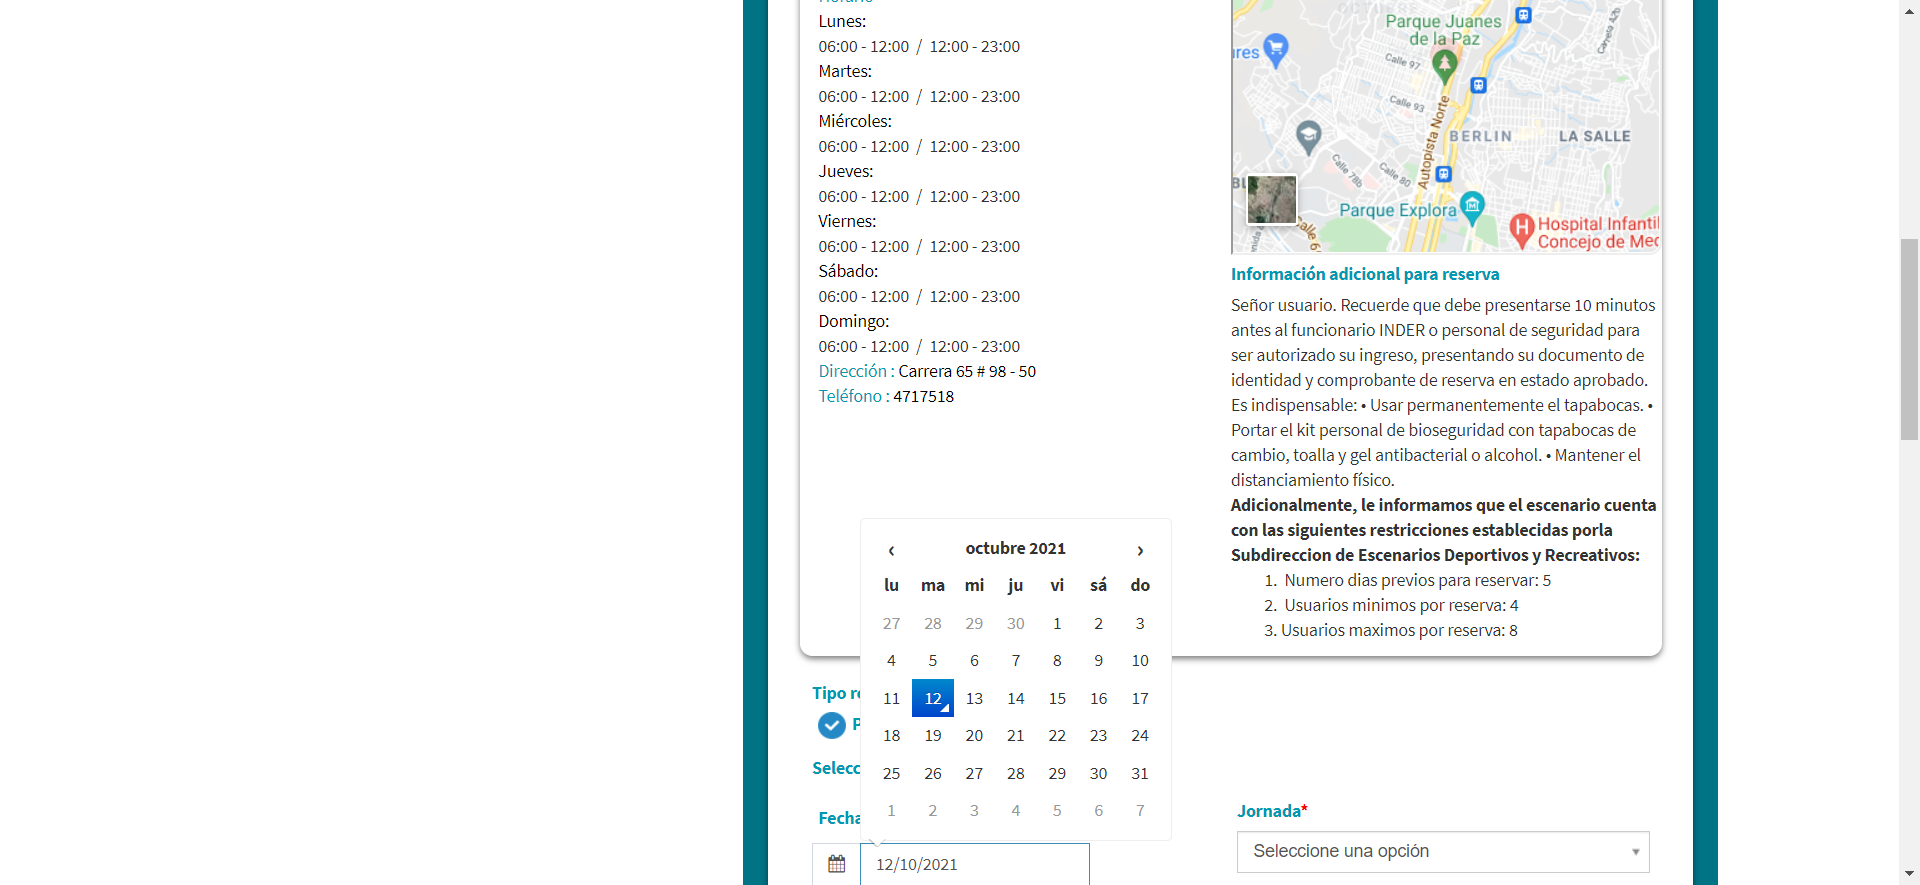 Lunes:
06:00 - 12:00 / 12:00 - 23:00
Martes:
06:00 - 12:00 / 12:00 - 23:00
Miércoles:
06:00 - 12:00 / 12:00 - 23:00
Jueves:
06:00 - 12:00 / 12:00 - 23:00
Viernes:
06:00 - 12:00 / 12:00 - 23:00
Sábado:
06:00 - 12:00 / 12:00 - 23:00
Domingo:
06:00 - 12:00 / 12:00 - 23:00
Dirección : Carrera 65 # 98 - 50
Teléfono : 4717518
Parque Juanes
de la Paz
Carrera 42b
ures
Calle 97
Calle 93
Autopista Norte
BERLIN
LA SALLE
Calle 78b
Calle 80
Parque Explora
Hospital Infantil
Concejo de Med
Información adicional para reserva
Señor usuario. Recuerde que debe presentarse 10 minutos
antes al funcionario INDER o personal de seguridad para
ser autorizado su ingreso, presentando su documento de
identidad y comprobante de reserva en estado aprobado.
Es indispensable: • Usar permanentemente el tapabocas. •
Portar el kit personal de bioseguridad con tapabocas de
cambio, toalla y gel antibacterial o alcohol. • Mantener el
distanciamiento físico.
Adicionalmente, le informamos que el escenario cuenta
con las siguientes restricciones establecidas porla
Subdireccion de Escenarios Deportivos y Recreativos:
1. Numero dias previos para reservar: 5
2. Usuarios minimos por reserva: 4
3. Usuarios maximos por reserva: 8
‹ octubre 2021 ›
lu ma mi ju vi sá do
27 28 29 30 1 2 3
4 5 6 7 8 9 10
11 12 13 14 15 16 17
18 19 20 21 22 23 24
25 26 27 28 29 30 31
1 2 3 4 5 6 7
Tipo re
P
Selecc
Fecha
12/10/2021
Jornada*
Seleccione una opción